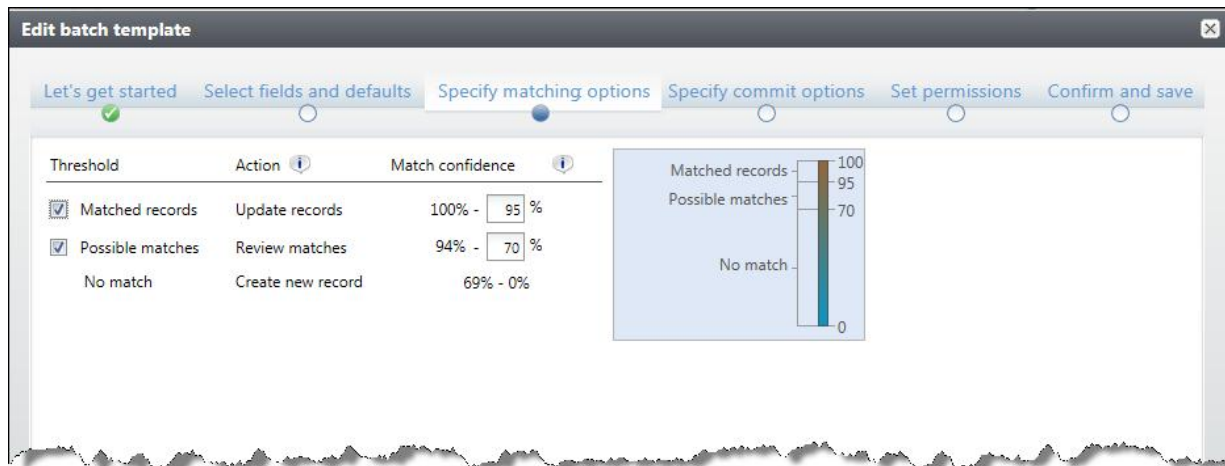 Edit batch template
Let's get started Select fields and defaults Specify matching options Specify commit options Set permissions Confirm and save
Threshold Action Match confidence
Matched records Update records 100% - 95 %
Possible matches Review matches 94% - 70 %
No match Create new record 69% - 0%
Matched records 100
95
Possible matches
70
No match
0